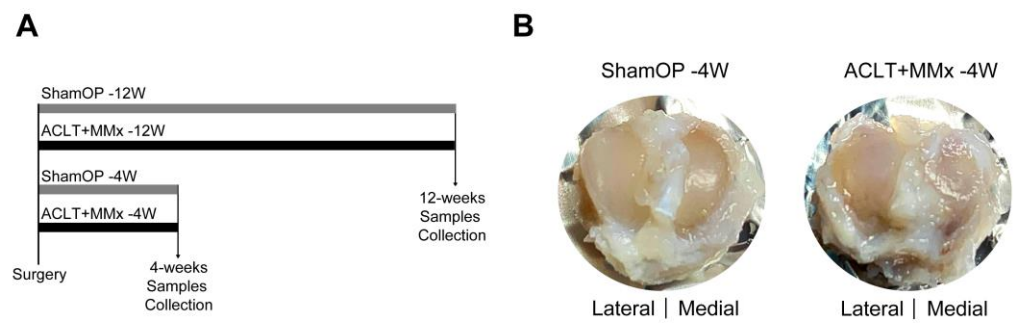 A
ShamOP -12W
ACLT+MMx -12W
ShamOP -4W
ACLT+MMx -4W
Surgery
4-weeks
Samples
Collection
12-weeks
Samples
Collection
B
ShamOP -4W
ACLT+MMx -4W
Lateral | Medial
Lateral | Medial